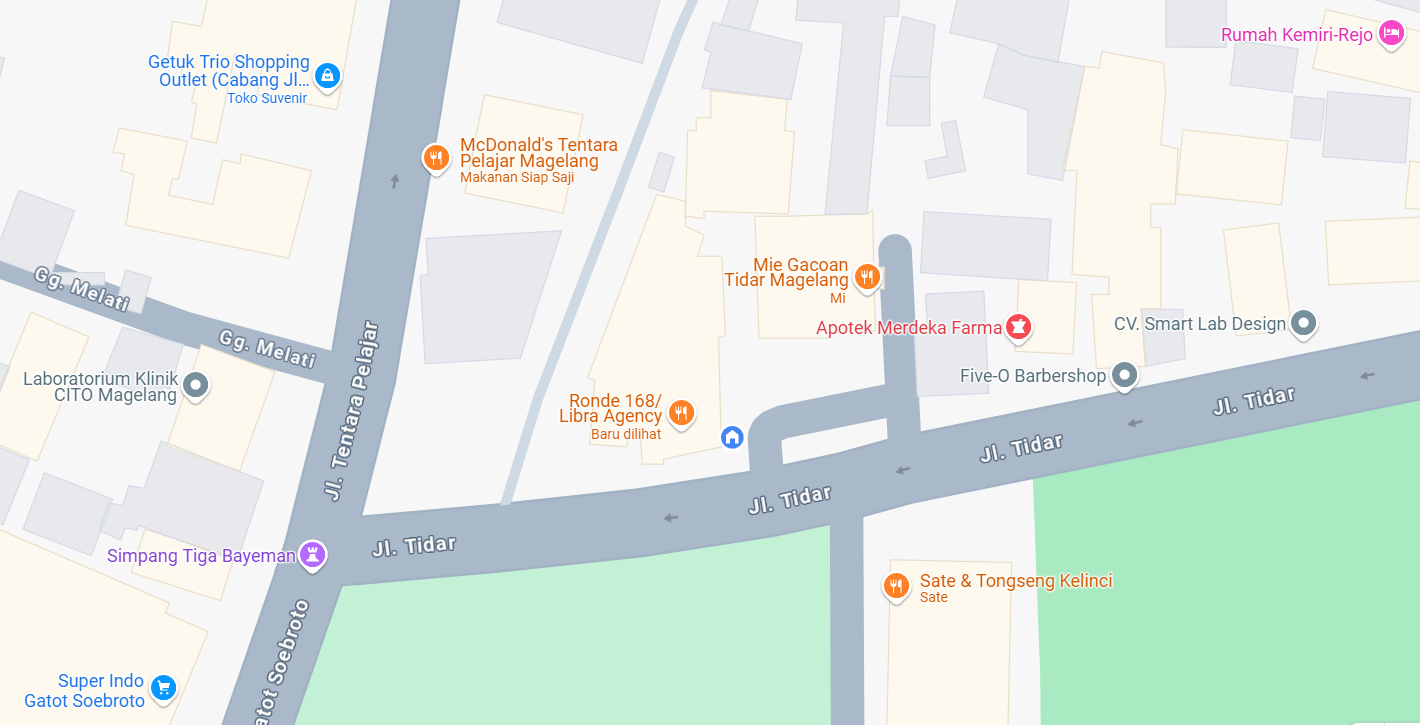 Rumah Kemiri-Rejo
Getuk Trio Shopping
Outlet (Cabang Jl...
Toko Suvenir
McDonald's Tentara
Pelajar Magelang
Makanan Siap Saji
Gg. Melati
Gg. Melati
Mie Gacoan
Tidar Magelang
Mi
Apotek Merdeka Farma
CV. Smart Lab Design
Laboratorium Klinik
CITO Magelang
Jl. Tentara Pelajar
Five-O Barbershop
Ronde 168/
Libra Agency
Baru dilihat
Jl. Tidar
Jl. Tidar
Jl. Tidar
Jl. Tidar
Simpang Tiga Bayeman
Sate & Tongseng Kelinci
Sate
atot Soebroto
Super Indo
Gatot Soebroto